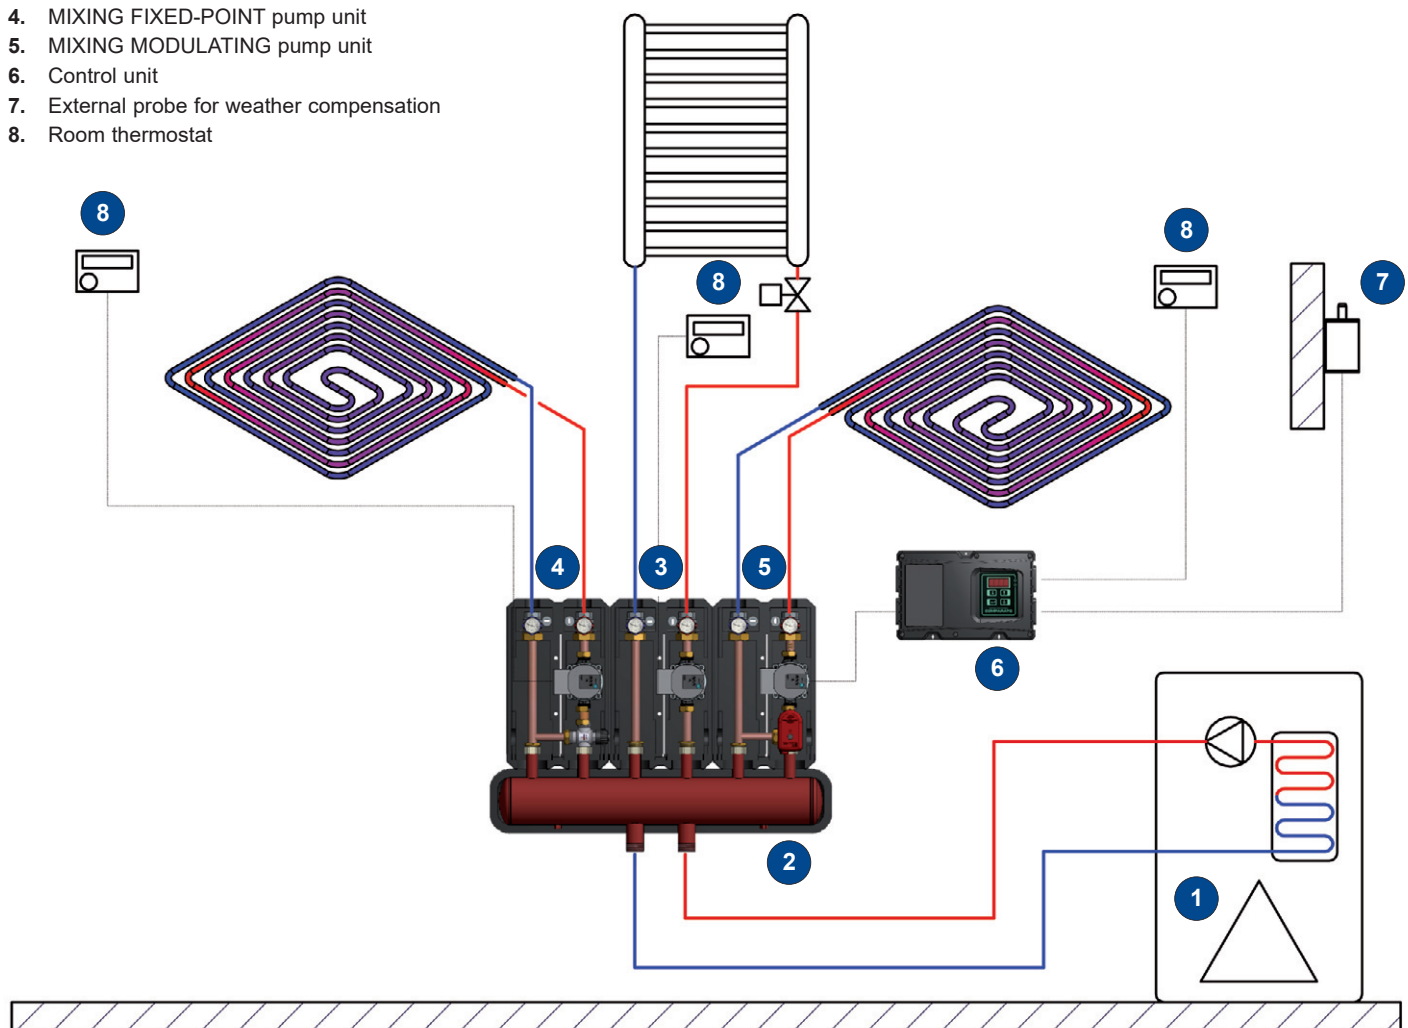 4. MIXING FIXED-POINT pump unit
5. MIXING MODULATING pump unit
6. Control unit
7. External probe for weather compensation
8. Room thermostat
8
8
8
7
4
3
5
6
2
1